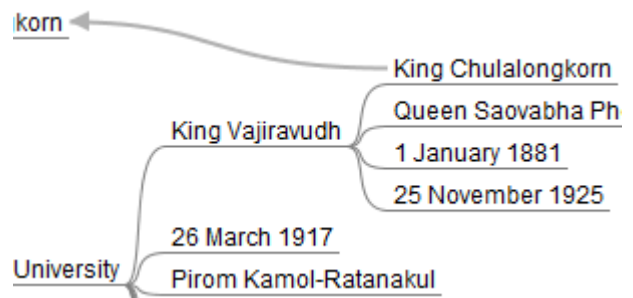 korn
King Chulalongkorn
Queen Saovabha Ph
King Vajiravudh
1 January 1881
25 November 1925
26 March 1917
University
Pirom Kamol-Ratanakul